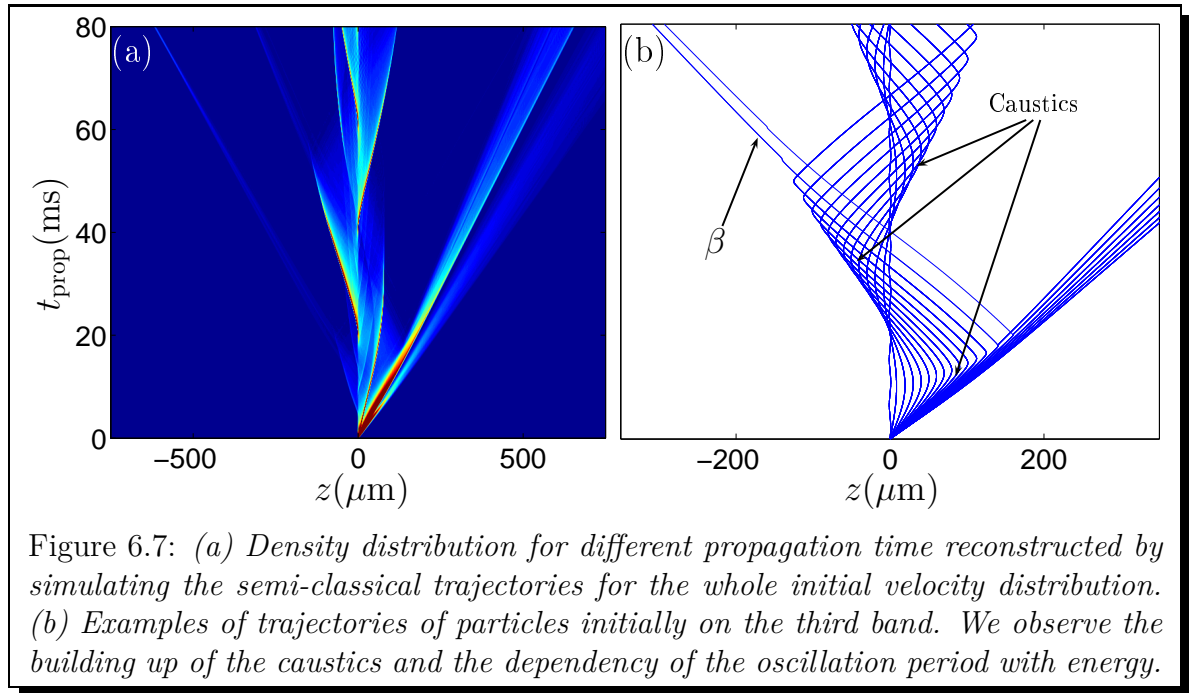 (a)
80
60
40
20
0
t_prop(ms)
−500
0
500
z(μm)
(b)
Caustics
β
−200
0
200
z(μm)
Figure 6.7: (a) Density distribution for different propagation time reconstructed by
simulating the semi-classical trajectories for the whole initial velocity distribution.
(b) Examples of trajectories of particles initially on the third band. We observe the
building up of the caustics and the dependency of the oscillation period with energy.